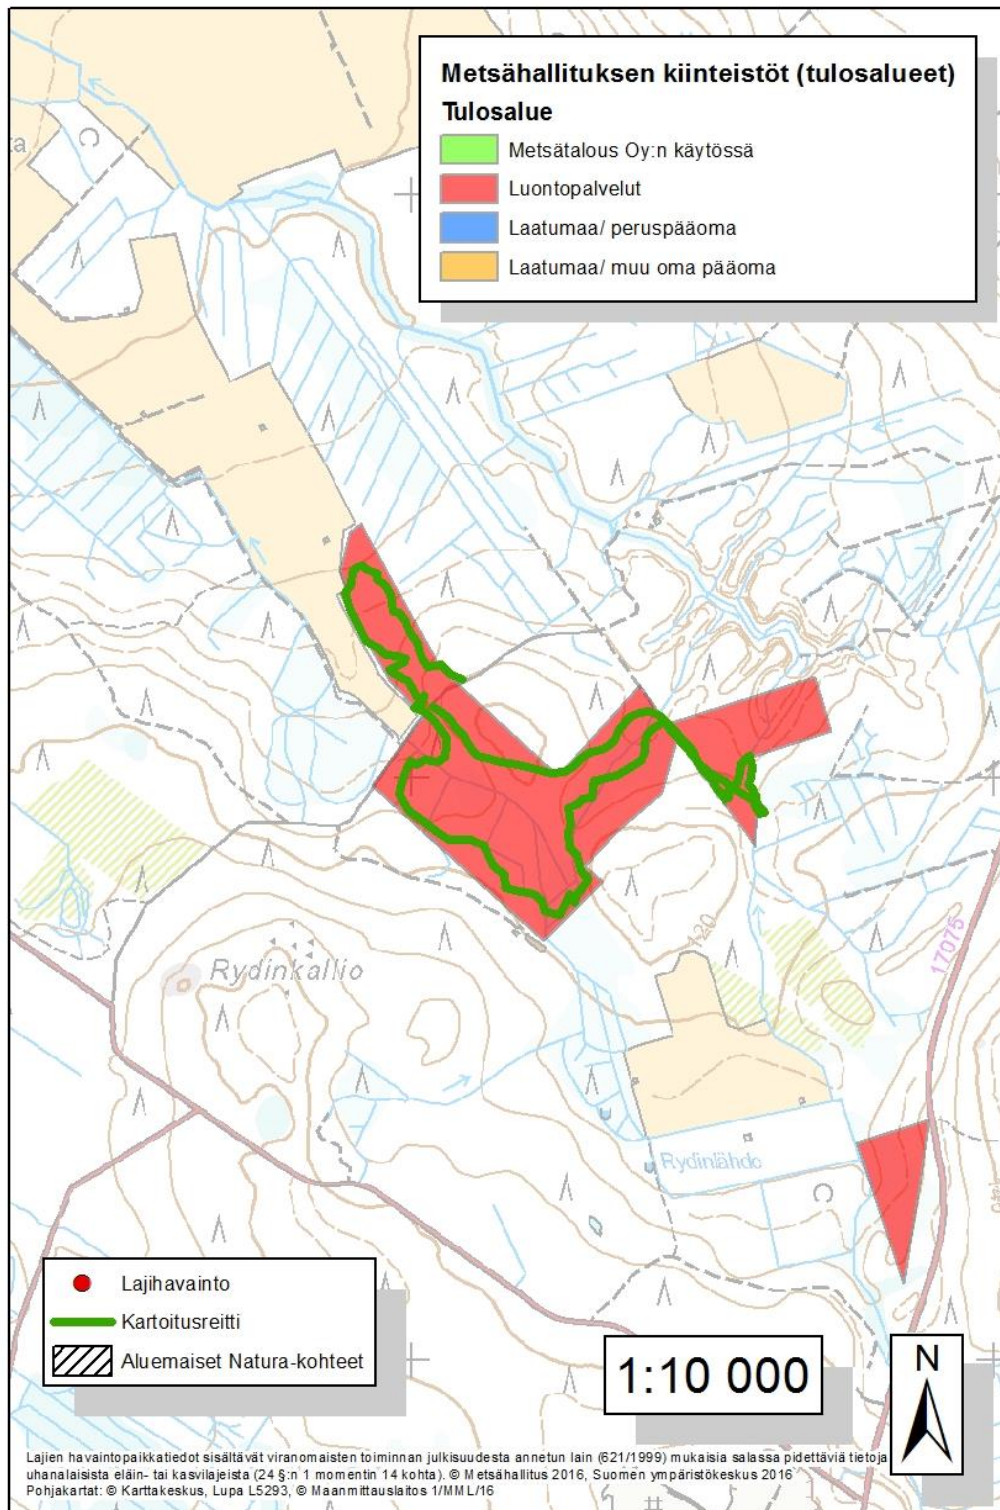 Metsähallituksen kiinteistöt (tulosalueet)
Tulosalue
Metsätalous Oy:n käytössä
Luontopalvelut
Laatumaa/ peruspääoma
Laatumaa/ muu oma pääoma
17075
120
Rydinkallio
Rydinlähde
Lajihavainto
Kartoitusreitti
Aluemaiset Natura-kohteet
1:10 000
N
Lajien havaintopaikkatiedot sisältävät viranomaisten toiminnan julkisuudesta annetun lain (621/1999) mukaisia salassa pidettäviä tietoja
uhanalaisista eläin- tai kasvilajeista (24 §:n 1 momentin 14 kohta). © Metsähallitus 2016, Suomen ympäristökeskus 2016
Pohjakartat: © Karttakeskus, Lupa L5293, © Maanmittauslaitos 1/MML/16